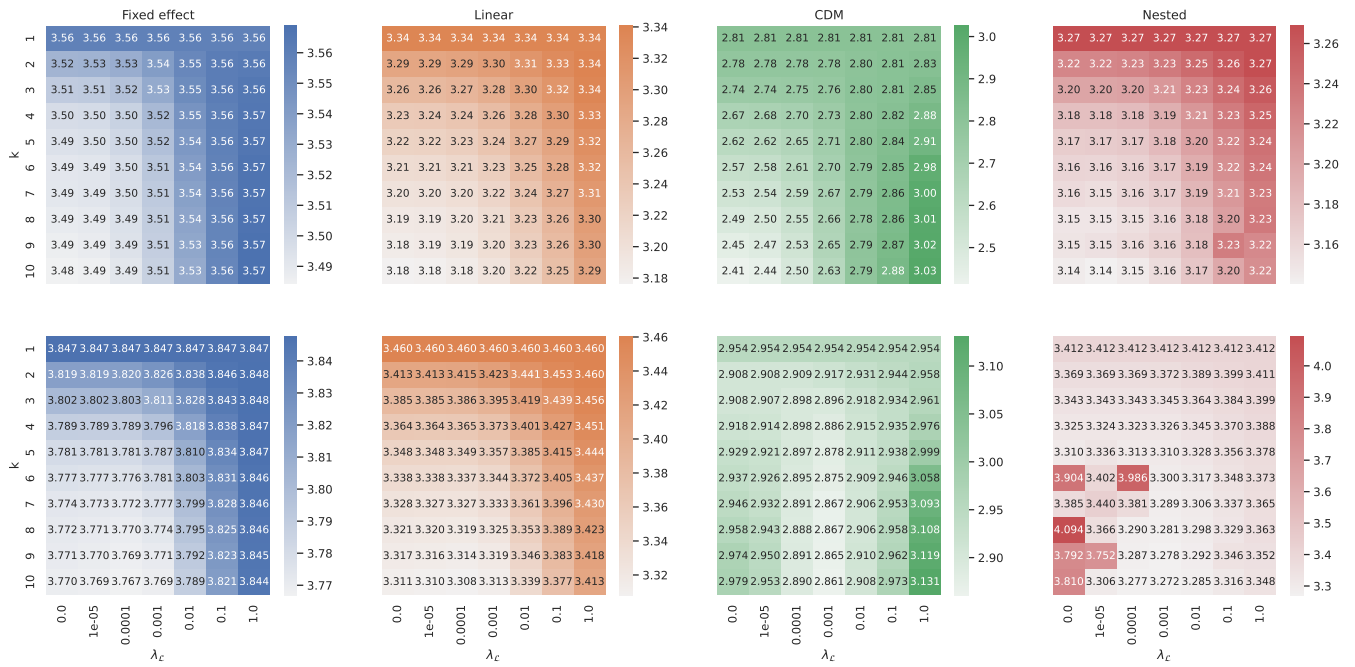 Fixed effect
1 3.56 3.56 3.56 3.56 3.56 3.56 3.56
2 3.52 3.53 3.53 3.54 3.55 3.56 3.56
3 3.51 3.51 3.52 3.53 3.55 3.56 3.56
4 3.50 3.50 3.50 3.52 3.55 3.56 3.57
5 3.49 3.50 3.50 3.52 3.54 3.56 3.57
6 3.49 3.50 3.50 3.51 3.54 3.56 3.57
7 3.49 3.49 3.50 3.51 3.54 3.56 3.57
8 3.49 3.49 3.49 3.51 3.54 3.56 3.57
9 3.49 3.49 3.49 3.51 3.53 3.56 3.57
10 3.48 3.49 3.49 3.51 3.53 3.56 3.57
k
3.56
3.55
3.54
3.53
3.52
3.51
3.50
3.49
Linear
3.34 3.34 3.34 3.34 3.34 3.34 3.34
3.29 3.29 3.29 3.30 3.31 3.33 3.34
3.26 3.26 3.27 3.28 3.30 3.32 3.34
3.23 3.24 3.24 3.26 3.28 3.30 3.33
3.22 3.22 3.23 3.24 3.27 3.29 3.32
3.21 3.21 3.21 3.23 3.25 3.28 3.32
3.20 3.20 3.20 3.22 3.24 3.27 3.31
3.19 3.19 3.20 3.21 3.23 3.26 3.30
3.18 3.19 3.19 3.20 3.23 3.26 3.30
3.18 3.18 3.18 3.20 3.22 3.25 3.29
3.34
3.32
3.30
3.28
3.26
3.24
3.22
3.20
3.18
CDM
2.81 2.81 2.81 2.81 2.81 2.81 2.81
2.78 2.78 2.78 2.78 2.80 2.81 2.83
2.74 2.74 2.75 2.76 2.80 2.81 2.85
2.67 2.68 2.70 2.73 2.80 2.82 2.88
2.62 2.62 2.65 2.71 2.80 2.84 2.91
2.57 2.58 2.61 2.70 2.79 2.85 2.98
2.53 2.54 2.59 2.67 2.79 2.86 3.00
2.49 2.50 2.55 2.66 2.78 2.86 3.01
2.45 2.47 2.53 2.65 2.79 2.87 3.02
2.41 2.44 2.50 2.63 2.79 2.88 3.03
3.0
2.9
2.8
2.7
2.6
2.5
Nested
3.27 3.27 3.27 3.27 3.27 3.27 3.27
3.22 3.22 3.23 3.23 3.25 3.26 3.27
3.20 3.20 3.20 3.21 3.23 3.24 3.26
3.18 3.18 3.18 3.19 3.21 3.23 3.25
3.17 3.17 3.17 3.18 3.20 3.22 3.24
3.16 3.16 3.17 3.17 3.19 3.22 3.24
3.16 3.15 3.16 3.17 3.19 3.21 3.23
3.15 3.15 3.16 3.16 3.18 3.20 3.23
3.15 3.15 3.16 3.16 3.18 3.23 3.22
3.14 3.14 3.15 3.16 3.17 3.20 3.22
3.26
3.24
3.22
3.20
3.18
3.16
1 3.847 3.847 3.847 3.847 3.847 3.847 3.847
2 3.819 3.819 3.820 3.826 3.838 3.846 3.848
3 3.802 3.802 3.803 3.811 3.828 3.843 3.848
4 3.789 3.789 3.789 3.796 3.818 3.838 3.847
5 3.781 3.781 3.781 3.787 3.810 3.834 3.847
6 3.777 3.777 3.776 3.781 3.803 3.831 3.846
7 3.774 3.773 3.772 3.777 3.799 3.828 3.846
8 3.772 3.771 3.770 3.774 3.795 3.825 3.846
9 3.771 3.770 3.769 3.771 3.792 3.823 3.845
10 3.770 3.769 3.767 3.769 3.789 3.821 3.844
k
0.0 1e-05 0.0001 0.001 0.01 0.1 1.0
λ_ℒ
3.84
3.83
3.82
3.81
3.80
3.79
3.78
3.77
3.460 3.460 3.460 3.460 3.460 3.460 3.460
3.413 3.413 3.415 3.423 3.441 3.453 3.460
3.385 3.385 3.386 3.395 3.419 3.439 3.456
3.364 3.364 3.365 3.373 3.401 3.427 3.451
3.348 3.349 3.351 3.357 3.385 3.415 3.444
3.338 3.337 3.340 3.344 3.372 3.405 3.437
3.328 3.327 3.327 3.333 3.361 3.396 3.430
3.321 3.320 3.319 3.325 3.353 3.389 3.423
3.317 3.316 3.314 3.319 3.346 3.383 3.418
3.311 3.310 3.308 3.313 3.339 3.377 3.413
0.0 1e-05 0.0001 0.001 0.01 0.1 1.0
λ_ℒ
3.46
3.44
3.42
3.40
3.38
3.36
3.34
3.32
2.954 2.954 2.954 2.954 2.954 2.954 2.954
2.908 2.908 2.909 2.917 2.931 2.944 2.958
2.908 2.907 2.898 2.896 2.918 2.934 2.961
2.918 2.914 2.898 2.886 2.915 2.935 2.976
2.929 2.921 2.897 2.878 2.911 2.938 2.999
2.937 2.926 2.895 2.875 2.909 2.946 3.058
2.946 2.932 2.891 2.871 2.908 2.953 3.093
2.958 2.943 2.888 2.867 2.906 2.958 3.108
2.974 2.950 2.891 2.865 2.910 2.962 3.119
2.979 2.953 2.890 2.861 2.908 2.973 3.131
0.0 1e-05 0.0001 0.001 0.01 0.1 1.0
λ_ℒ
3.10
3.05
3.00
2.95
2.90
3.412 3.412 3.412 3.412 3.412 3.412 3.412
3.369 3.369 3.369 3.372 3.389 3.399 3.411
3.343 3.343 3.345 3.345 3.364 3.384 3.399
3.325 3.324 3.323 3.326 3.345 3.370 3.388
3.310 3.336 3.313 3.311 3.328 3.356 3.378
3.904 3.402 3.986 3.300 3.317 3.348 3.373
3.385 3.440 3.381 3.289 3.306 3.337 3.365
4.094 3.366 3.290 3.281 3.298 3.329 3.363
3.792 3.752 3.287 3.278 3.292 3.346 3.352
3.810 3.306 3.277 3.272 3.285 3.316 3.348
0.0 1e-05 0.0001 0.001 0.01 0.1 1.0
λ_ℒ
4.0
3.9
3.8
3.7
3.6
3.5
3.4
3.3